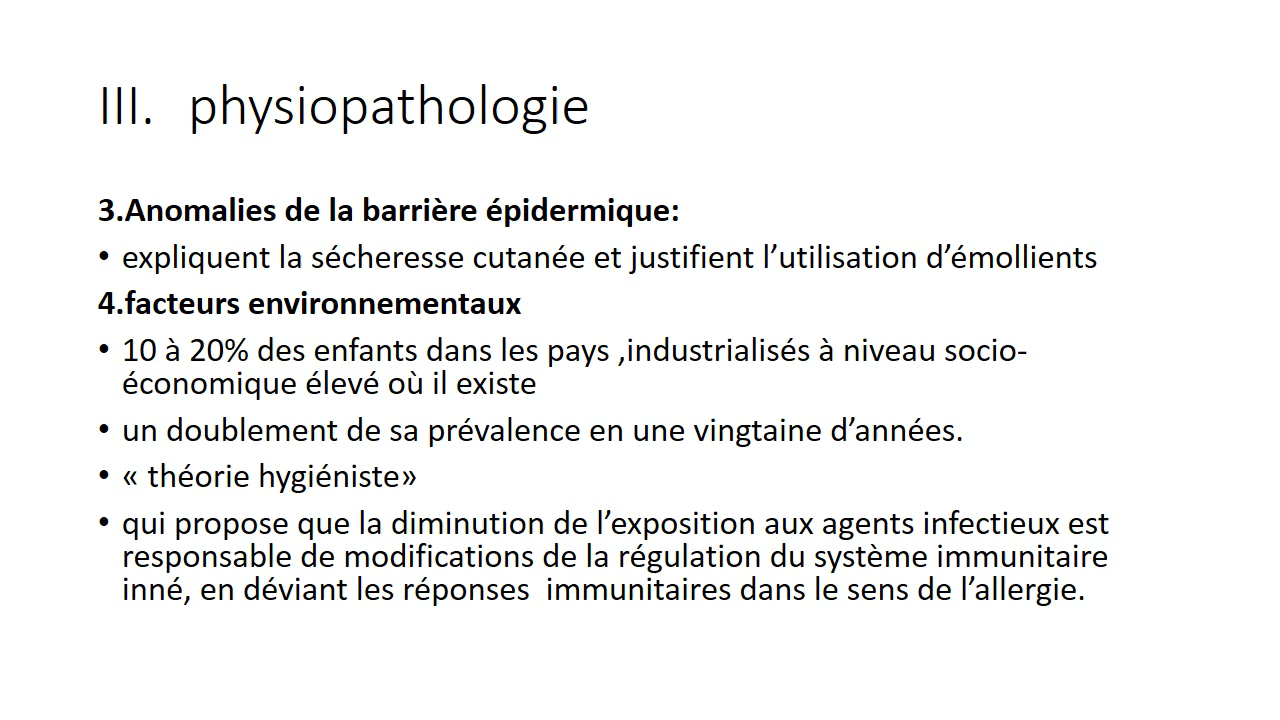 III. physiopathologie
3.Anomalies de la barrière épidermique:
• expliquent la sécheresse cutanée et justifient l’utilisation d’émollients
4.facteurs environnementaux
• 10 à 20% des enfants dans les pays ,industrialisés à niveau socio-
économique élevé où il existe
• un doublement de sa prévalence en une vingtaine d’années.
• « théorie hygiéniste»
• qui propose que la diminution de l’exposition aux agents infectieux est
responsable de modifications de la régulation du système immunitaire
inné, en déviant les réponses  immunitaires dans le sens de l’allergie.